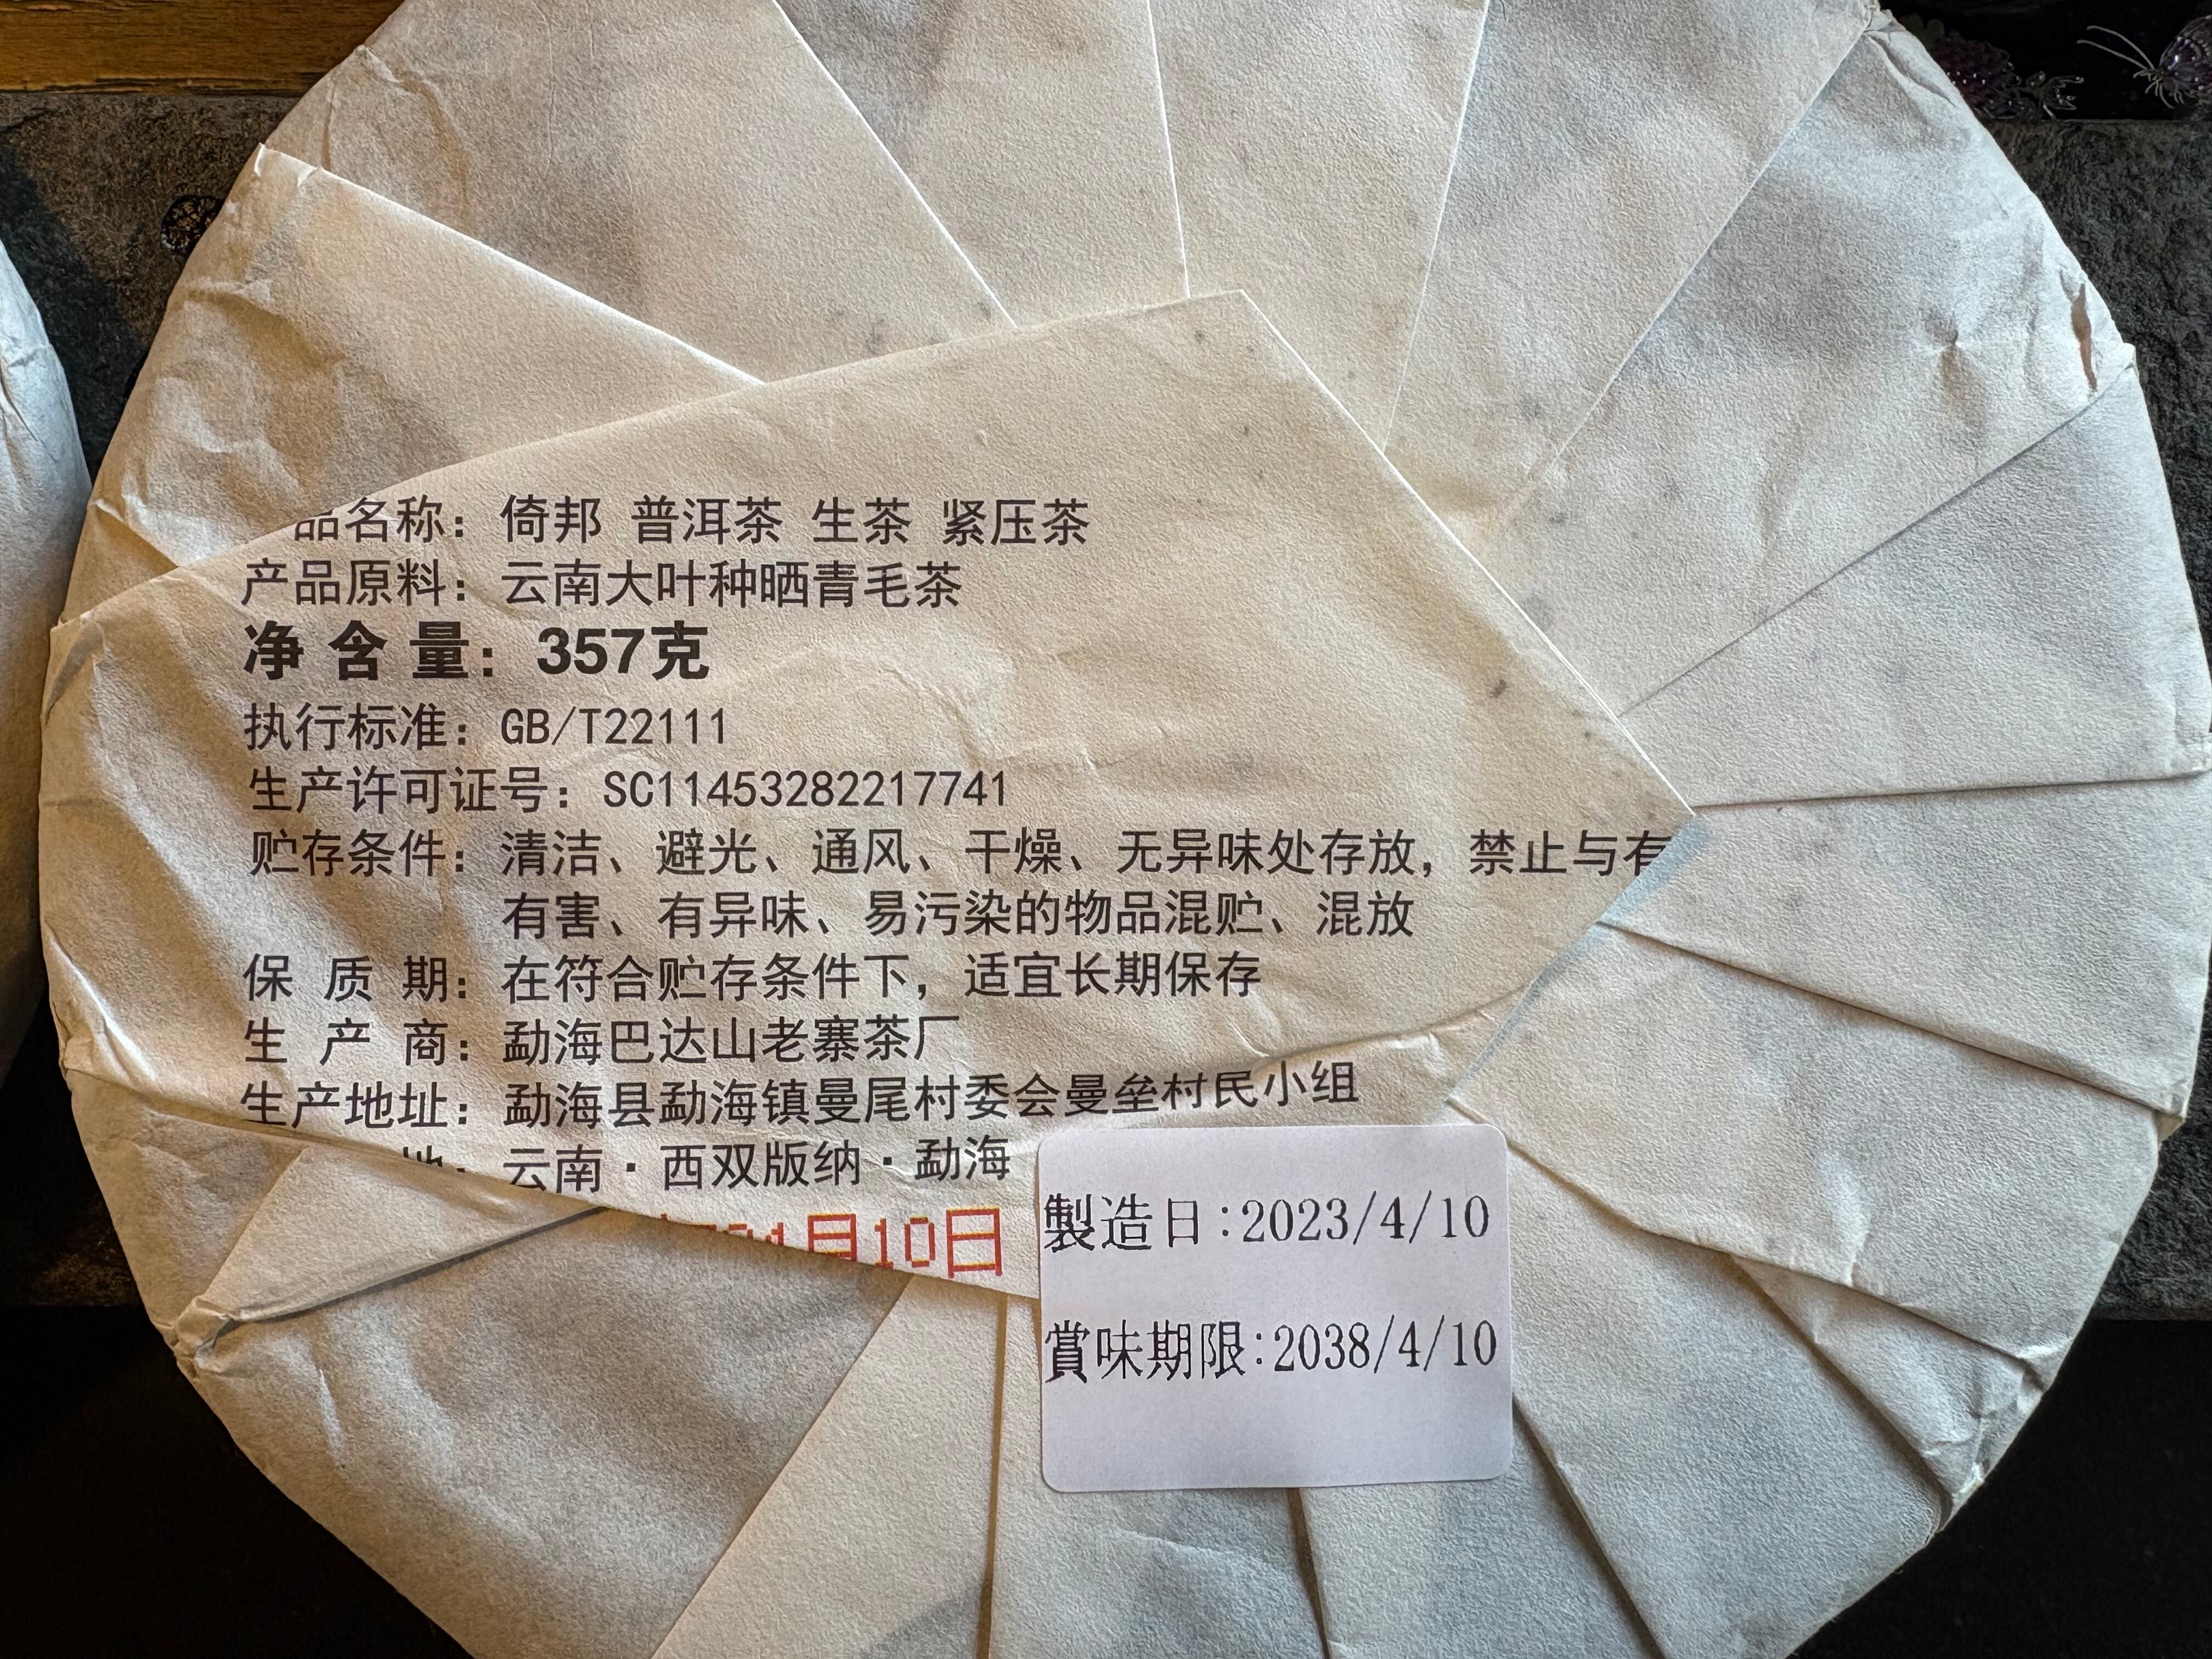 品名称：倚邦 普洱茶 生茶 紧压茶
产品原料：云南大叶种晒青毛茶
净含量：357克
执行标准：GB/T22111
生产许可证号：SC11453282217741
贮存条件：清洁、避光、通风、干燥、无异味处存放，禁止与有
有害、有异味、易污染的物品混贮、混放
保质期：在符合贮存条件下，适宜长期保存
生产商：勐海巴达山老寨茶厂
生产地址：勐海县勐海镇曼尾村委会曼垒村民小组
地：云南·西双版纳·勐海
月10日
製造日:2023/4/10
賞味期限:2038/4/10